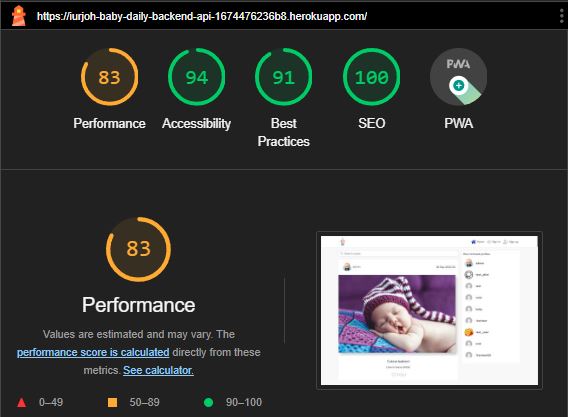 https://iurjoh-baby-daily-backend-api-1674476236b8.herokuapp.com/
83
94
91
100
PWA
Performance
Accessibility
Best
Practices
SEO
PWA
83
Performance
Values are estimated and may vary. The
performance score is calculated directly from these
metrics. See calculator.
0–49
50–89
90–100